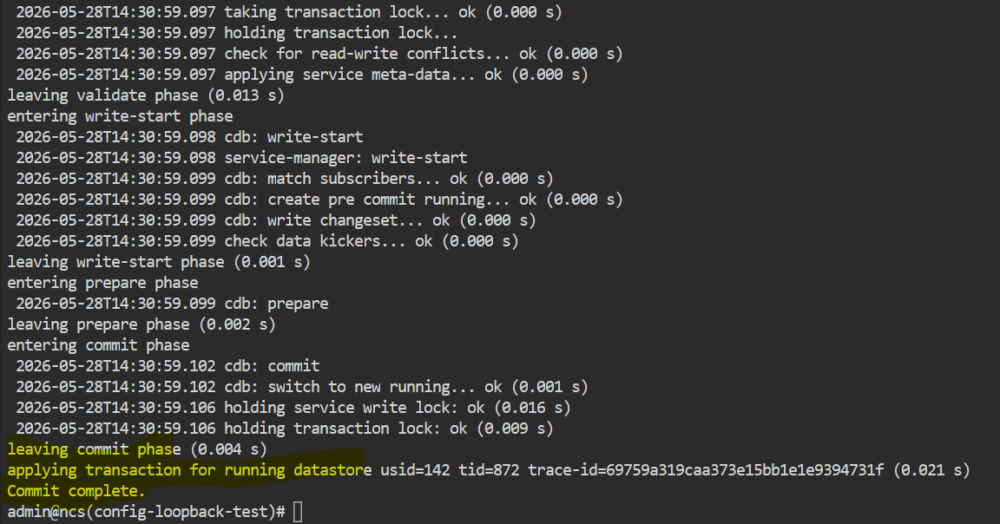 2026-05-28T14:30:59.097 taking transaction lock... ok (0.000 s)
2026-05-28T14:30:59.097 holding transaction lock...
2026-05-28T14:30:59.097 check for read-write conflicts... ok (0.000 s)
2026-05-28T14:30:59.097 applying service meta-data... ok (0.000 s)
leaving validate phase (0.013 s)
entering write-start phase
2026-05-28T14:30:59.098 cdb: write-start
2026-05-28T14:30:59.098 service-manager: write-start
2026-05-28T14:30:59.099 cdb: match subscribers... ok (0.000 s)
2026-05-28T14:30:59.099 cdb: create pre commit running... ok (0.000 s)
2026-05-28T14:30:59.099 cdb: write changeset... ok (0.000 s)
2026-05-28T14:30:59.099 check data kickers... ok (0.000 s)
leaving write-start phase (0.001 s)
entering prepare phase
2026-05-28T14:30:59.099 cdb: prepare
leaving prepare phase (0.002 s)
entering commit phase
2026-05-28T14:30:59.102 cdb: commit
2026-05-28T14:30:59.102 cdb: switch to new running... ok (0.001 s)
2026-05-28T14:30:59.106 holding service write lock: ok (0.016 s)
2026-05-28T14:30:59.106 holding transaction lock: ok (0.009 s)
leaving commit phase (0.004 s)
applying transaction for running datastore usid=142 tid=872 trace-id=69759a319caa373e15bb1e1e9394731f (0.021 s)
Commit complete.
admin@ncs(config-loopback-test)#